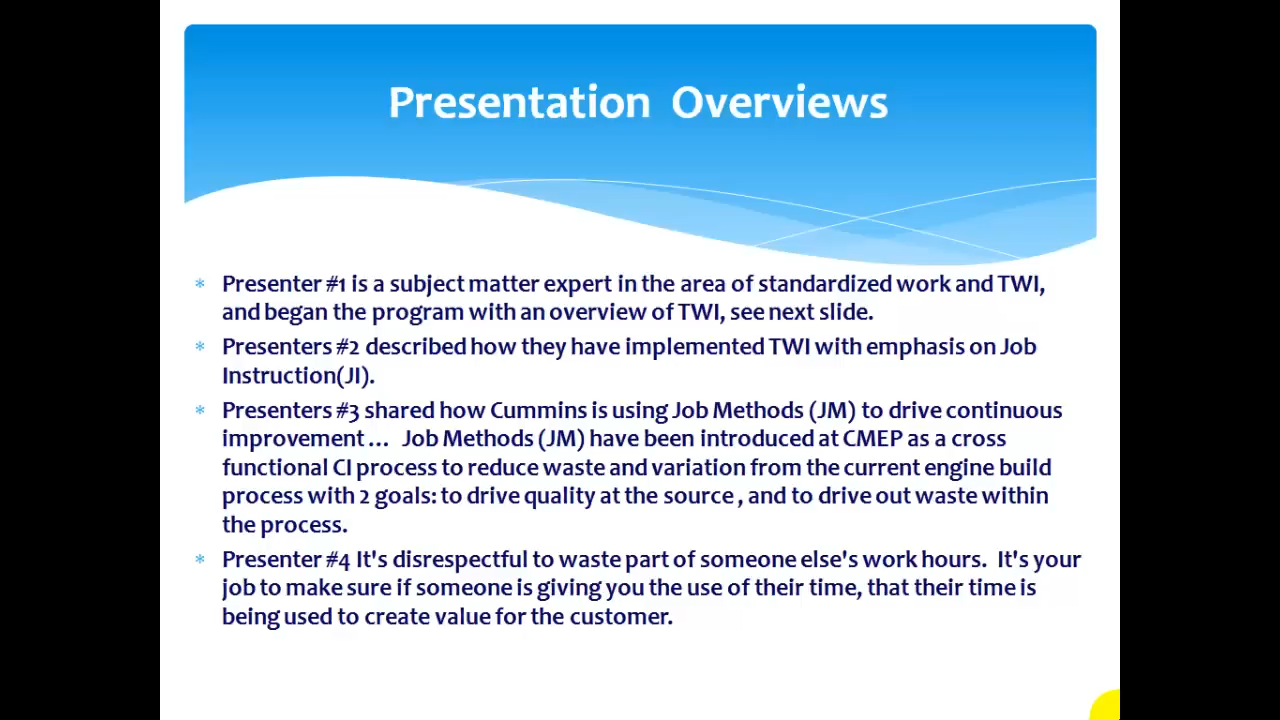 Presentation Overviews
* Presenter #1 is a subject matter expert in the area of standardized work and TWI,
and began the program with an overview of TWI, see next slide.
* Presenters #2 described how they have implemented TWI with emphasis on Job
Instruction(JI).
* Presenters #3 shared how Cummins is using Job Methods (JM) to drive continuous
improvement … Job Methods (JM) have been introduced at CMEP as a cross
functional CI process to reduce waste and variation from the current engine build
process with 2 goals: to drive quality at the source , and to drive out waste within
the process.
* Presenter #4 It's disrespectful to waste part of someone else's work hours. It's your
job to make sure if someone is giving you the use of their time, that their time is
being used to create value for the customer.